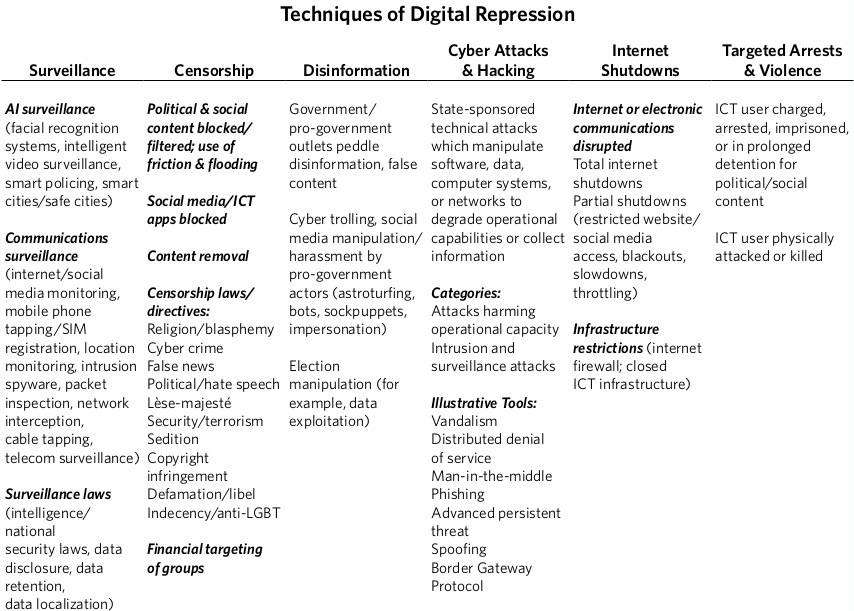 Techniques of Digital Repression
Surveillance
Censorship
Disinformation
Cyber Attacks
& Hacking
Internet
Shutdowns
Targeted Arrests
& Violence
AI surveillance
(facial recognition
systems, intelligent
video surveillance,
smart policing, smart
cities/safe cities)
Communications
surveillance
(internet/social
media monitoring,
mobile phone
tapping/SIM
registration, location
monitoring, intrusion
spyware, packet
inspection, network
interception,
cable tapping,
telecom surveillance)
Surveillance laws
(intelligence/
national
security laws, data
disclosure, data
retention,
data localization)
Political & social
content blocked/
filtered; use of
friction & flooding
Social media/ICT
apps blocked
Content removal
Censorship laws/
directives:
Religion/blasphemy
Cyber crime
False news
Political/hate speech
Lèse-majesté
Security/terrorism
Sedition
Copyright
infringement
Defamation/libel
Indecency/anti-LGBT
Financial targeting
of groups
Government/
pro-government
outlets peddle
disinformation, false
content
Cyber trolling, social
media manipulation/
harassment by
pro-government
actors (astroturfing,
bots, sockpuppets,
impersonation)
Election
manipulation (for
example, data
exploitation)
State-sponsored
technical attacks
which manipulate
software, data,
computer systems,
or networks to
degrade operational
capabilities or collect
information
Categories:
Attacks harming
operational capacity
Intrusion and
surveillance attacks
Illustrative Tools:
Vandalism
Distributed denial
of service
Man-in-the-middle
Phishing
Advanced persistent
threat
Spoofing
Border Gateway
Protocol
Internet or electronic
communications
disrupted
Total internet
shutdowns
Partial shutdowns
(restricted website/
social media
access, blackouts,
slowdowns,
throttling)
Infrastructure
restrictions (internet
firewall; closed
ICT infrastructure)
ICT user charged,
arrested, imprisoned,
or in prolonged
detention for
political/social
content
ICT user physically
attacked or killed